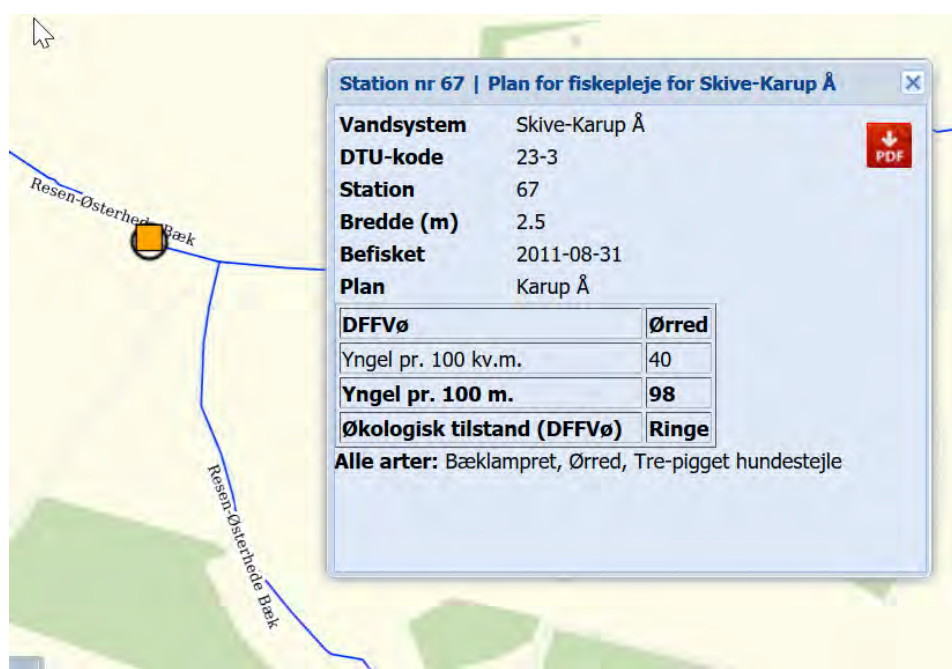 Station nr 67 | Plan for fiskepleje for Skive-Karup Å
Vandsystem Skive-Karup Å
PDF
DTU-kode 23-3
Station 67
Bredde (m) 2.5
Befisket 2011-08-31
Plan Karup Å
DFFVø Ørred
Yngel pr. 100 kv.m. 40
Yngel pr. 100 m. 98
Økologisk tilstand (DFFVø) Ringe
Alle arter: Bæklampret, Ørred, Tre-pigget hundestejle
Resen-Østerhede Bæk
Resen-Østerhede Bæk